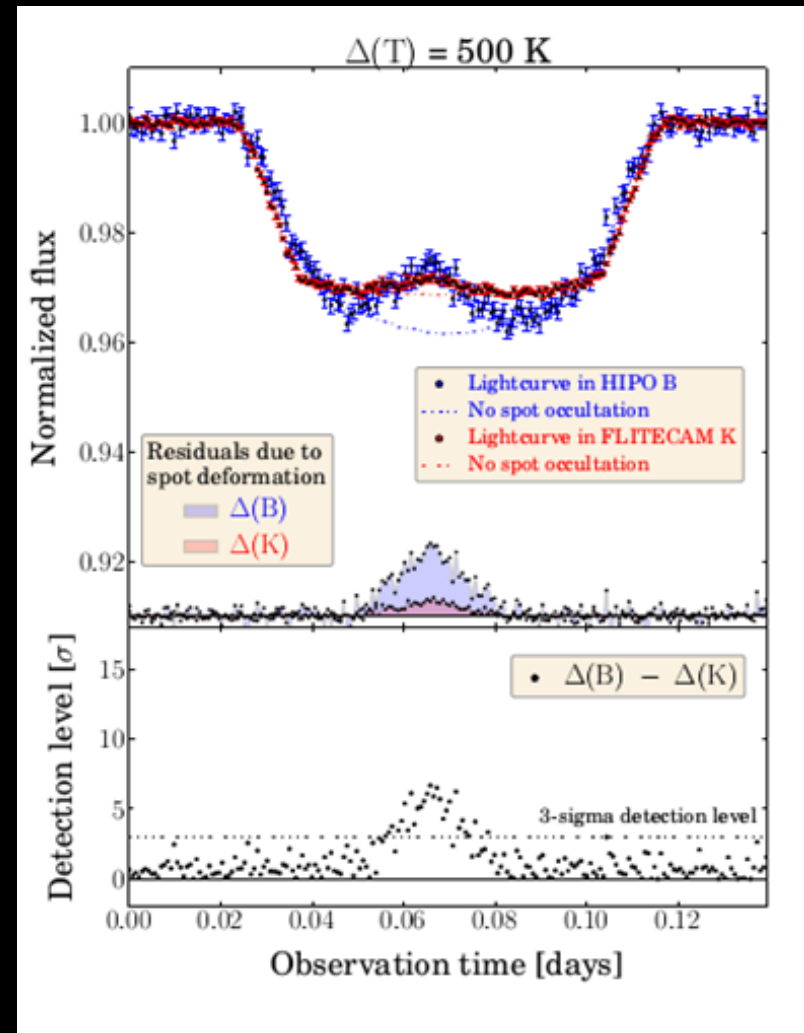 Δ(T) = 500 K
Normalized flux
1.00
0.98
0.96
0.94
0.92
Lightcurve in HIPO B
No spot occultation
Lightcurve in FLITECAM K
No spot occultation
Residuals due to
spot deformation
Δ(B)
Δ(K)
Detection level [σ]
15
10
5
0
Δ(B) − Δ(K)
3-sigma detection level
0.00 0.02 0.04 0.06 0.08 0.10 0.12
Observation time [days]